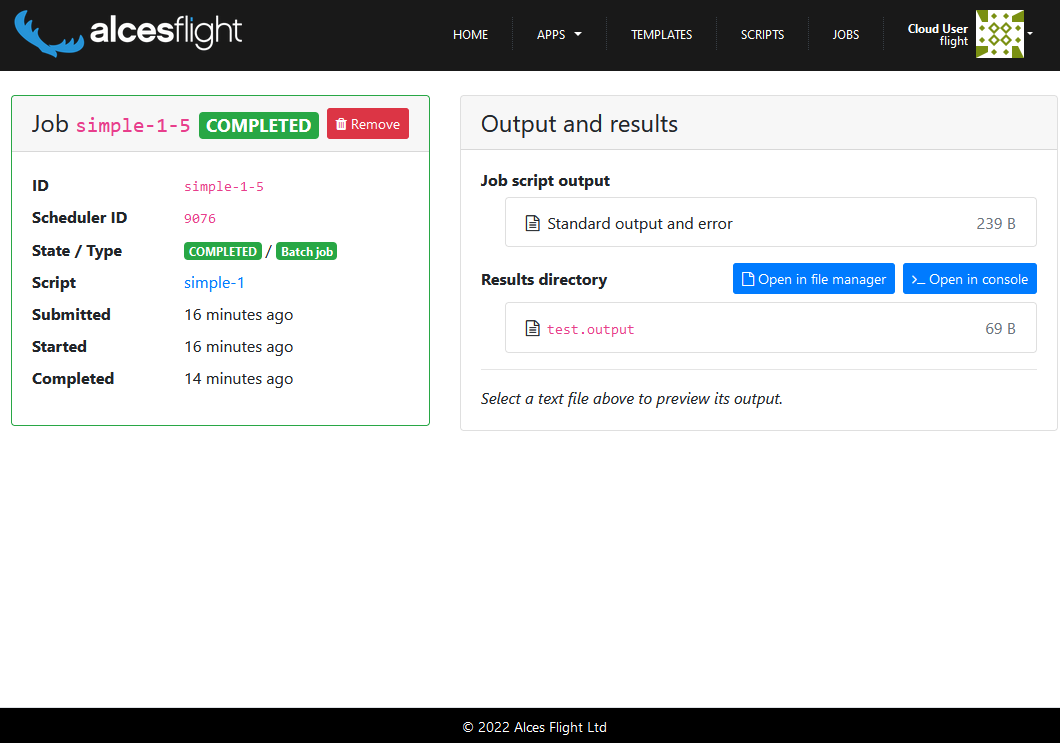 alcesflight
HOME
APPS
TEMPLATES
SCRIPTS
JOBS
Cloud User
flight
Job simple-1-5 COMPLETED Remove
ID simple-1-5
Scheduler ID 9076
State / Type COMPLETED / Batch job
Script simple-1
Submitted 16 minutes ago
Started 16 minutes ago
Completed 14 minutes ago
Output and results
Job script output
Standard output and error 239 B
Results directory Open in file manager >_ Open in console
test.output 69 B
Select a text file above to preview its output.
© 2022 Alces Flight Ltd